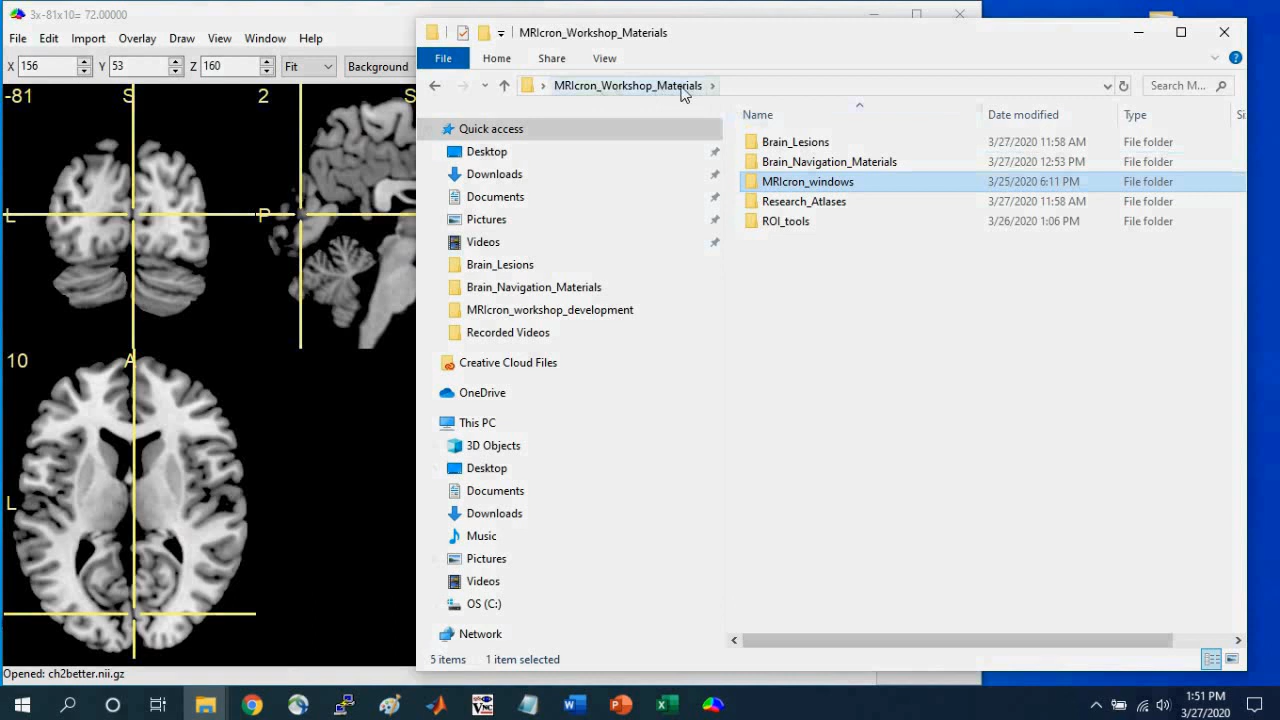 3x-81x10= 72.00000
File Edit Import Overlay Draw View Window Help
X 156 Y 53 Z 160 Fit Background
-81 S 2 S
L P
10 A
L
Opened: ch2better.nii.gz
MRIcron_Workshop_Materials
File Home Share View
MRIcron_Workshop_Materials Search M...
Quick access
Desktop
Downloads
Documents
Pictures
Videos
Brain_Lesions
Brain_Navigation_Materials
MRIcron_workshop_development
Recorded Videos
Creative Cloud Files
OneDrive
This PC
3D Objects
Desktop
Documents
Downloads
Music
Pictures
Videos
OS (C:)
Network
Name Date modified Type Si
Brain_Lesions 3/27/2020 11:58 AM File folder
Brain_Navigation_Materials 3/27/2020 12:53 PM File folder
MRIcron_windows 3/25/2020 6:11 PM File folder
Research_Atlases 3/27/2020 11:58 AM File folder
ROI_tools 3/26/2020 1:06 PM File folder
5 items 1 item selected
1:51 PM
3/27/2020